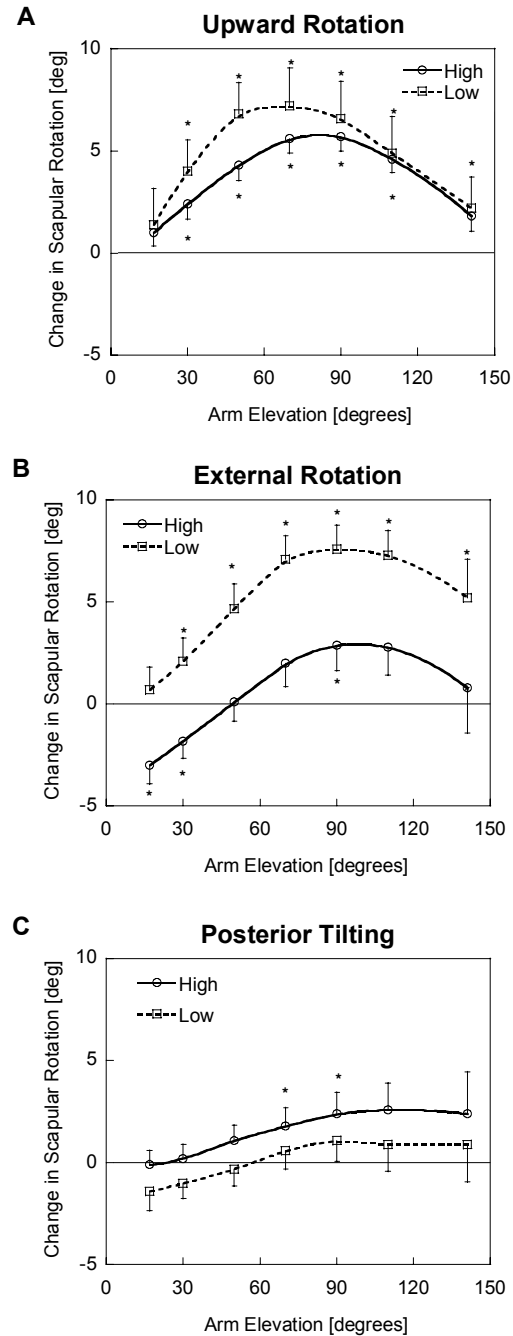 A
Upward Rotation
Change in Scapular Rotation [deg]
10
5
0
-5
High
Low
* * * * * *
* * * * *
0 30 60 90 120 150
Arm Elevation [degrees]
B
External Rotation
Change in Scapular Rotation [deg]
10
5
0
-5
High
Low
* * * * * *
* * *
0 30 60 90 120 150
Arm Elevation [degrees]
C
Posterior Tilting
Change in Scapular Rotation [deg]
10
5
0
-5
High
Low
* *
0 30 60 90 120 150
Arm Elevation [degrees]